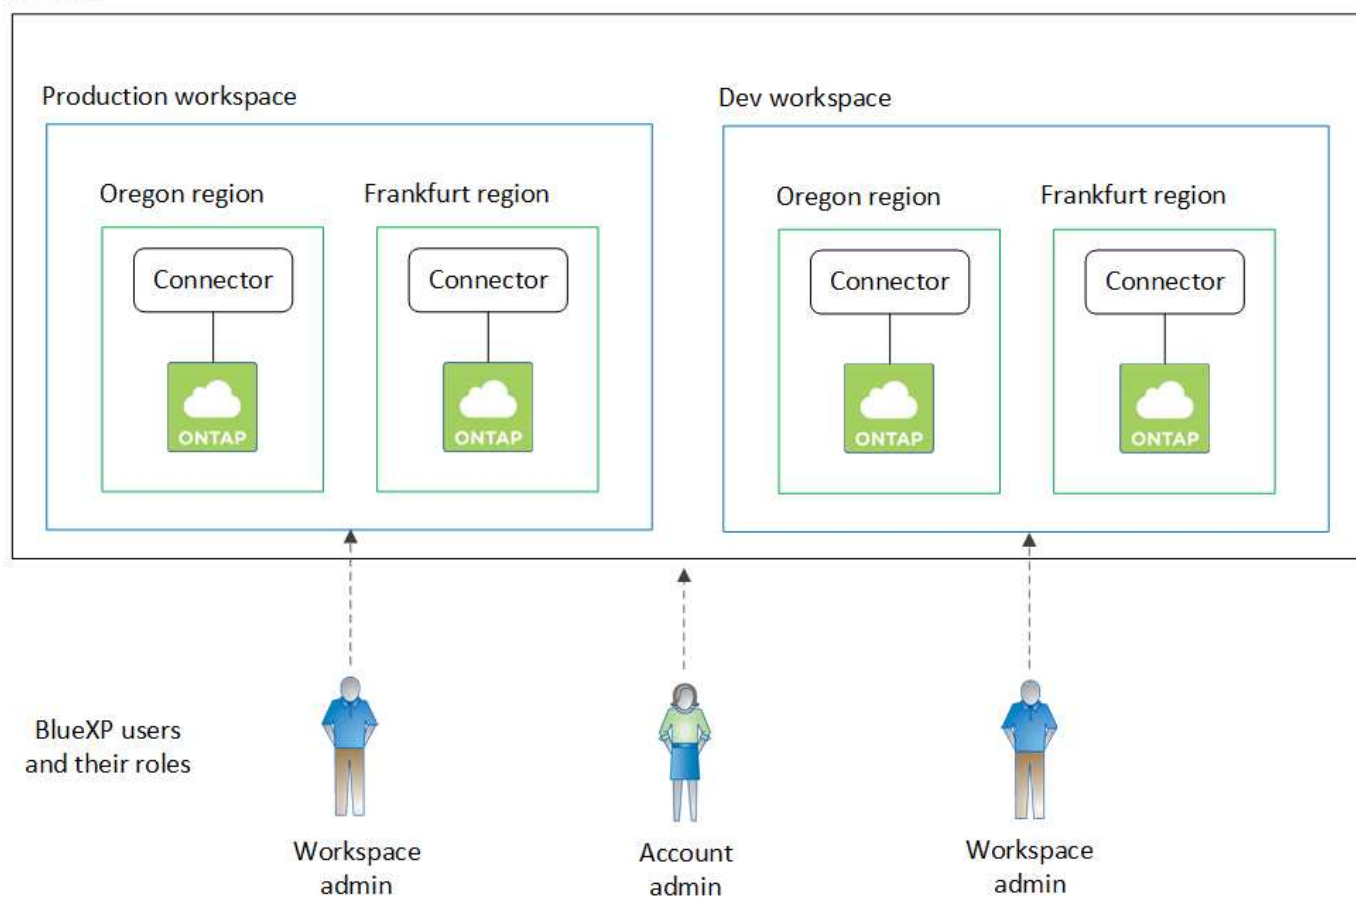 Production workspace
Dev workspace
Oregon region
Frankfurt region
Oregon region
Frankfurt region
Connector
Connector
Connector
Connector
ONTAP
ONTAP
ONTAP
ONTAP
BlueXP users
and their roles
Workspace
admin
Account
admin
Workspace
admin